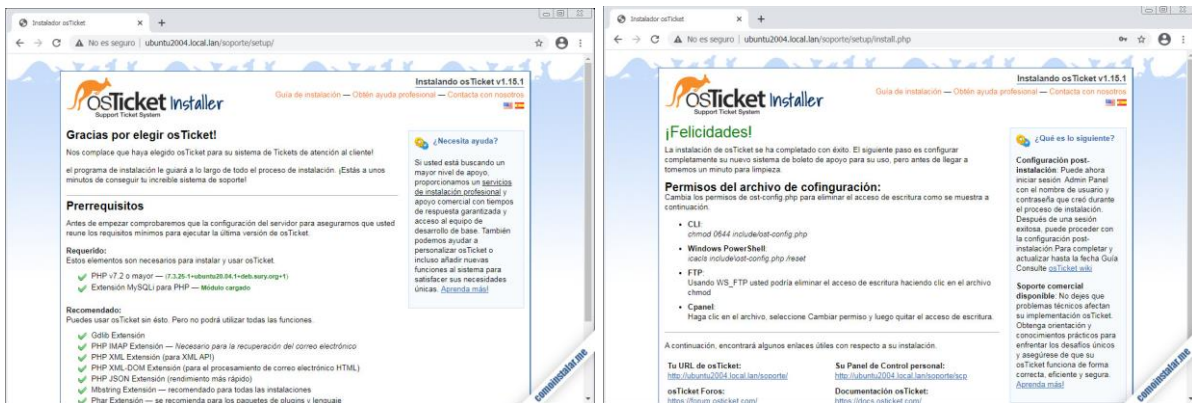 Instalador osTicket
No es seguro | ubuntu2004.local.lan/soporte/setup/
osTicket Installer
Support Ticket System
Instalando osTicket v1.15.1
Guía de instalación — Obtén ayuda profesional — Contacta con nosotros
Gracias por elegir osTicket!
Nos complace que haya elegido osTicket para su sistema de Tickets de atención al cliente!
el programa de instalación le guiará a lo largo de todo el proceso de instalación. ¡Estás a unos
minutos de conseguir tu increible sistema de soporte!
Prerrequisitos
Antes de empezar comprobaremos que la configuración del servidor para asegurarnos que usted
reune los requisitos minimos para ejecutar la última versión de osTicket.
Requerido:
Estos elementos son necesarios para instalar y usar osTicket.
PHP v7.2 o mayor — (7.3.25-1+ubuntu20.04.1+deb.sury.org+1)
Extensión MySQLi para PHP — Módulo cargado
Recomendado:
Puedes usar osTicket sin ésto. Pero no podrá utilizar todas las funciones.
Gdlib Extensión
PHP IMAP Extensión — Necesario para la recuperación del correo electrónico
PHP XML Extensión (para XML API)
PHP XML-DOM Extensión (para el procesamiento de correo electrónico HTML)
PHP JSON Extensión (rendimiento más rápido)
Mbstring Extensión — recomendado para todas las instalaciones
Phar Extensión — se recomienda para los paquetes de plugins y lenguaje
¿Necesita ayuda?
Si usted está buscando un
mayor nivel de apoyo,
proporcionamos un servicios
de instalación profesional y
apoyo comercial con tiempos
de respuesta garantizada y
acceso al equipo de
desarrollo de base. También
podemos ayudar a
personalizar osTicket o
incluso añadir nuevas
funciones al sistema para
satisfacer sus necesidades
únicas. Aprenda más!
comoinstalar.me
Instalador osTicket
No es seguro | ubuntu2004.local.lan/soporte/setup/install.php
osTicket Installer
Support Ticket System
Instalando osTicket v1.15.1
Guía de instalación — Obtén ayuda profesional — Contacta con nosotros
¡Felicidades!
La instalación de osTicket se ha completado con éxito. El siguiente paso es configurar
completamente su nuevo sistema de boleto de apoyo para su uso, pero antes de llegar a
tomemos un minuto para limpieza.
Permisos del archivo de cofinguración:
Cambia los permisos de ost-config.php para eliminar el acceso de escritura como se muestra a
continuación.
CLI:
chmod 0644 include/ost-config.php
Windows PowerShell:
icacls include\ost-config.php /reset
FTP:
Usando WS_FTP usted podría eliminar el acceso de escritura haciendo clic en el archivo
chmod
Cpanel:
Haga clic en el archivo, seleccione Cambiar permiso y luego quitar el acceso de escritura.
A continuación, encontrará algunos enlaces útiles con respecto a su instalación.
Tu URL de osTicket:
http://ubuntu2004.local.lan/soporte/
Su Panel de Control personal:
http://ubuntu2004.local.lan/soporte/scp
osTicket Foros:
https://forum.osticket.com/
Documentación osTicket:
https://docs.osticket.com/
¿Qué es lo siguiente?
Configuración post-
instalación: Puede ahora
iniciar sesión Admin Panel
con el nombre de usuario y
contraseña que creó durante
el proceso de instalación.
Después de una sesión
exitosa, puede proceder con
la configuración post-
instalación.Para completar y
actualizar hasta la fecha Guía
Consulte osTicket wiki
Soporte comercial
disponible: No dejes que
problemas técnicos afectan
su implementación osTicket.
Obtenga orientación y
conocimientos prácticos para
enfrentar los desafíos únicos
y asegúrese de que su
osTicket funciona de forma
correcta, eficiente y segura.
Aprenda más!
comoinstalar.me